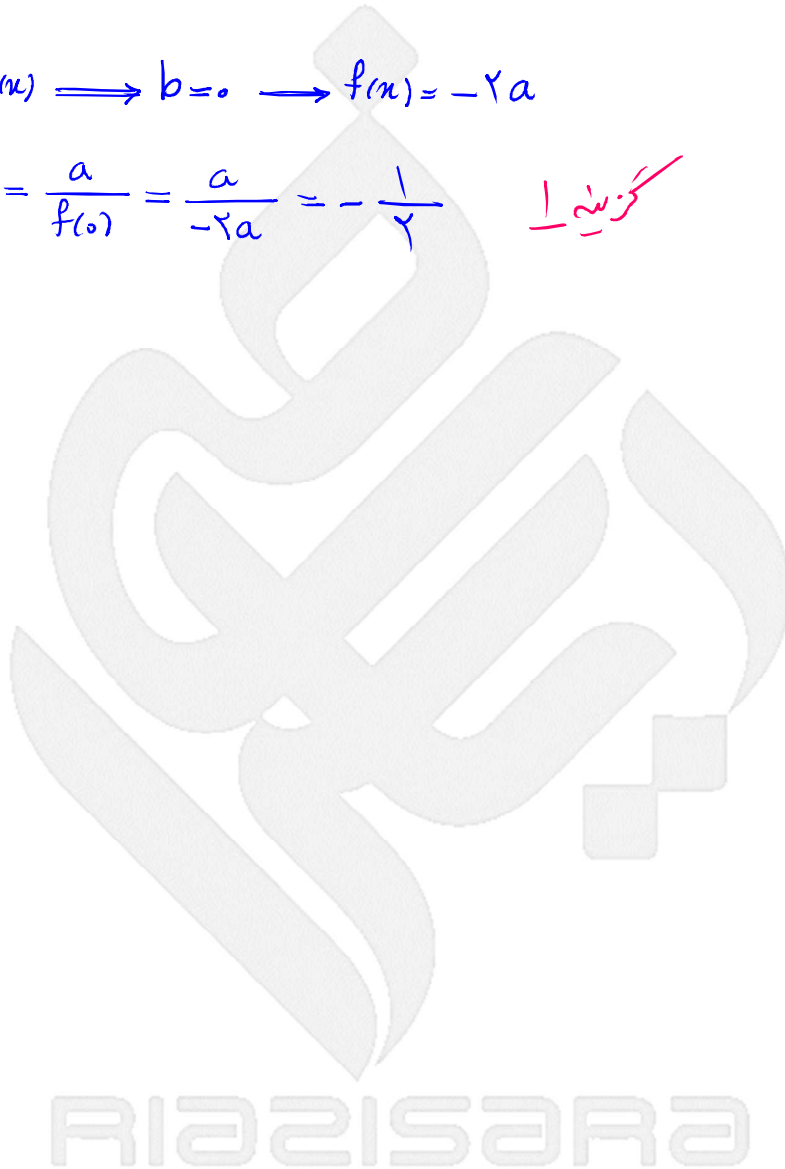 (x) ⟹ b=۰ ⟶ f(x) = -۲a
= a/f(۰) = a/-۲a = -۱/۲ گزینه ۱
RIAZISARA